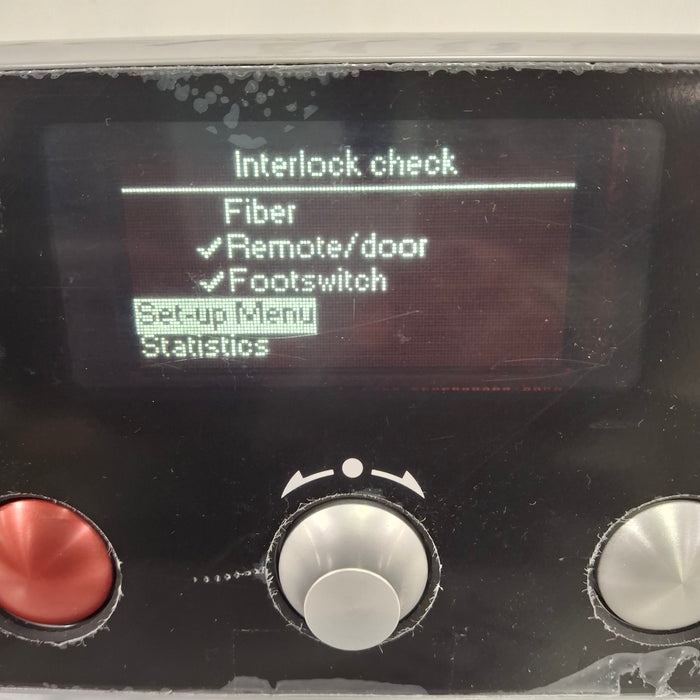 Interlock check
Fiber
✓Remote/door
✓Footswitch
Set-up Menu
Statistics